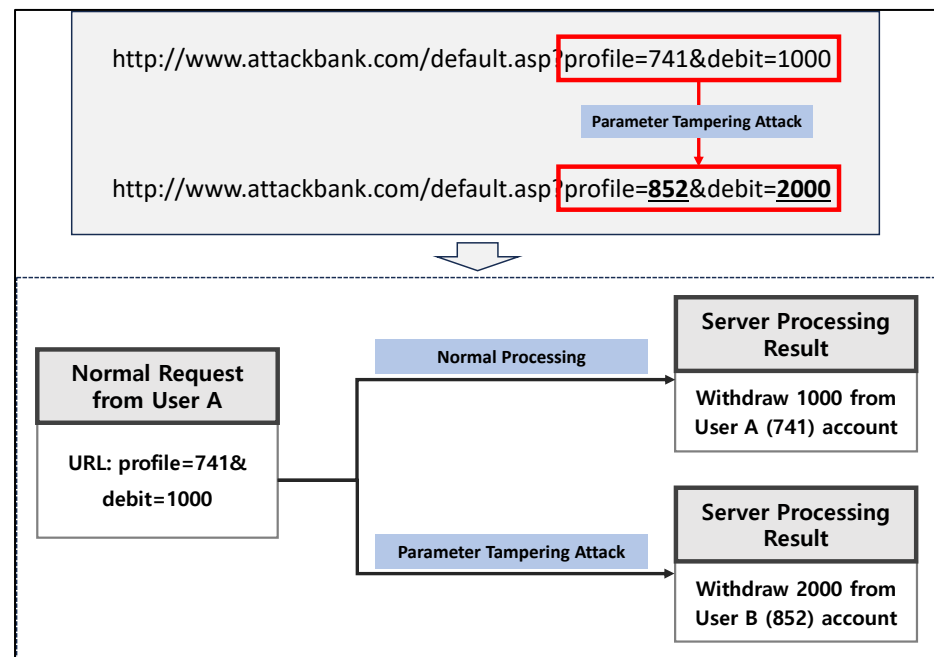 http://www.attackbank.com/default.asp?profile=741&debit=1000
Parameter Tampering Attack
http://www.attackbank.com/default.asp?profile=852&debit=2000
Normal Request
from User A
URL: profile=741&
debit=1000
Normal Processing
Server Processing
Result
Withdraw 1000 from
User A (741) account
Parameter Tampering Attack
Server Processing
Result
Withdraw 2000 from
User B (852) account